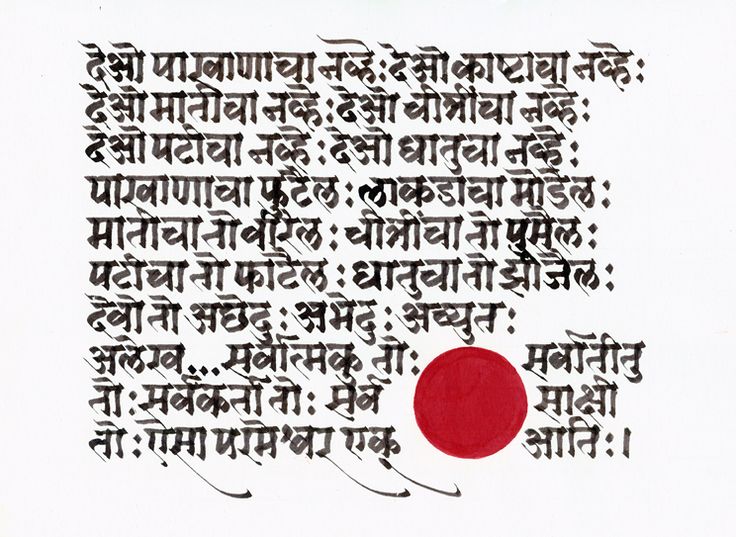 देओ पाखाणाचा नव्हे : देओ काष्टाचा नव्हे :
देओ मातीचा नव्हे : देओ चीत्रींचा नव्हे :
देओ पटीचा नव्हे : देओ धातुचा नव्हे :
पाखाणाचा फुटैल : लाकडाचा मोडैल :
मातीचा तो वीरैल : चीत्रींचा तो पुसैल :
पटीचा तो फाटैल : धातुचा तो झीजैल :
देवो तो अछेदु : अभेदु : अच्युत :
अलेख... सर्वात्मक तो : सर्वातीतु
तो : सर्वकर्ता तो : सर्व साक्षी
तो : ऐसा परमेश्वर एकु आति : ।